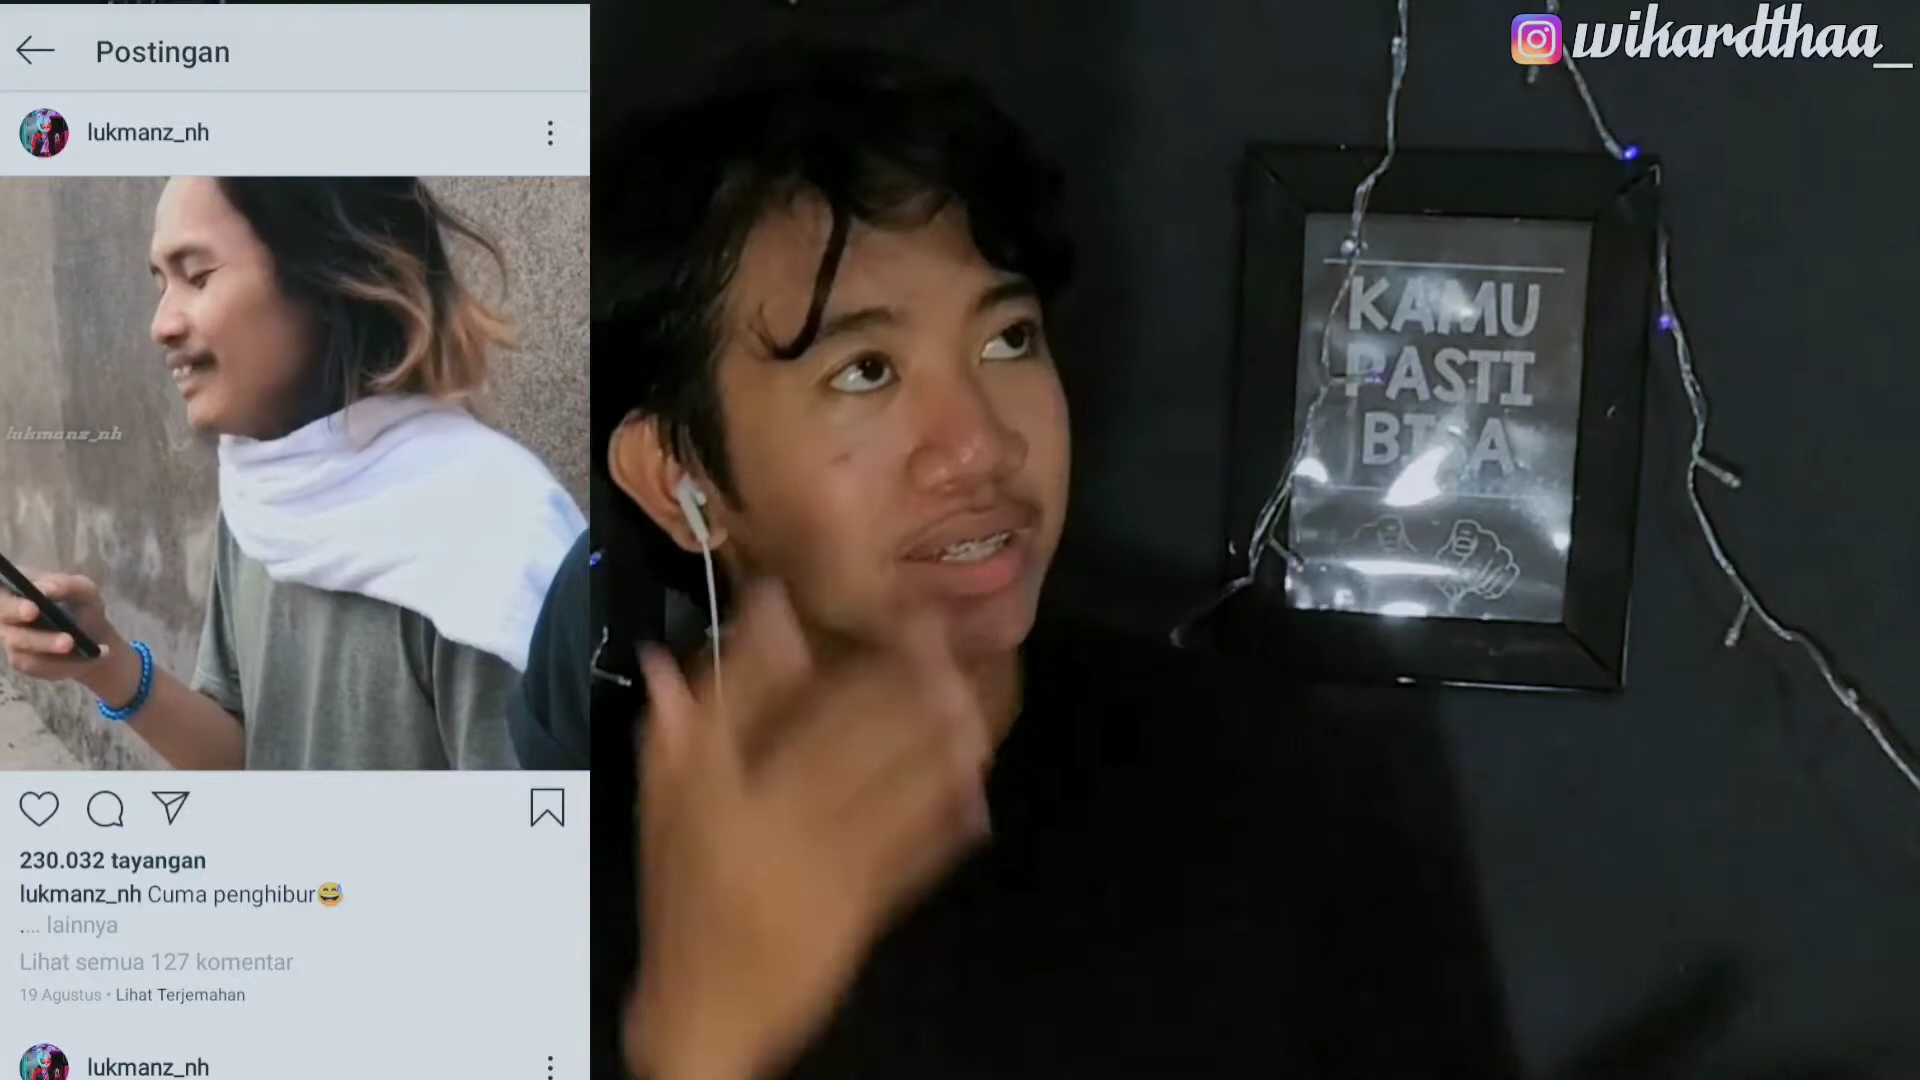 Postingan
lukmanz_nh
lukmanz_nh
230.032 tayangan
lukmanz_nh Cuma penghibur😅
.... lainnya
Lihat semua 127 komentar
19 Agustus • Lihat Terjemahan
lukmanz_nh
wikardthaa_
KAMU
PASTI
BISA